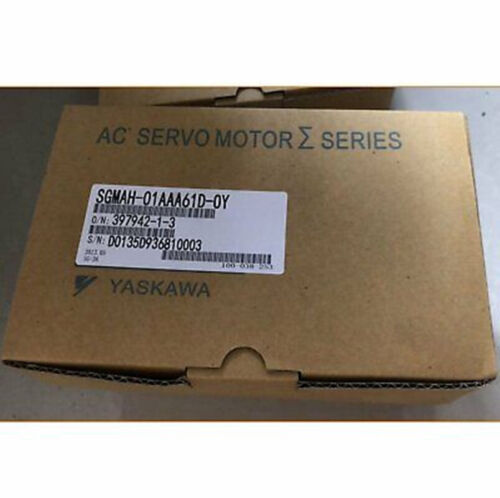 AC SERVO MOTOR Σ SERIES
SGMAH-01AAA61D-0Y
O/N: 397942-1-3
S/N: D0135D936810003
YASKAWA